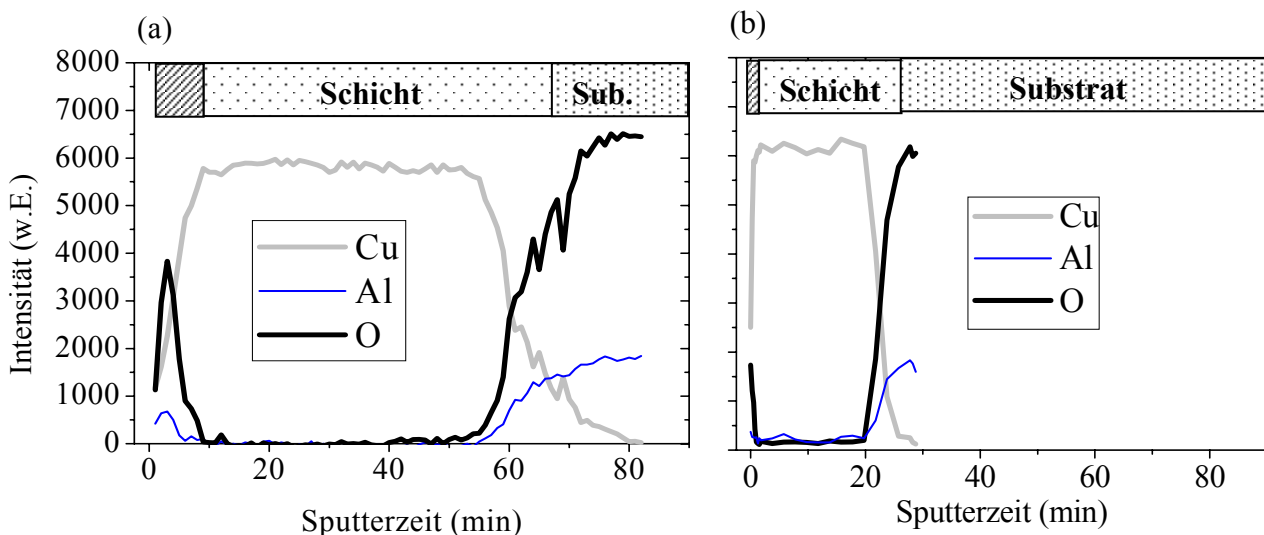 (a)
8000
7000
6000
5000
4000
3000
2000
1000
0
Intensität (w.E.)
Schicht
Sub.
Cu
Al
O
0 20 40 60 80
Sputterzeit (min)
(b)
Schicht
Substrat
Cu
Al
O
0 20 40 60 80
Sputterzeit (min)